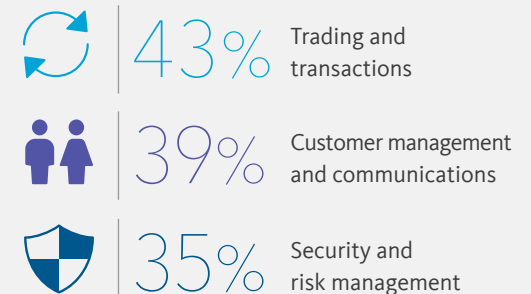 43% Trading and
transactions
39% Customer management
and communications
35% Security and
risk management